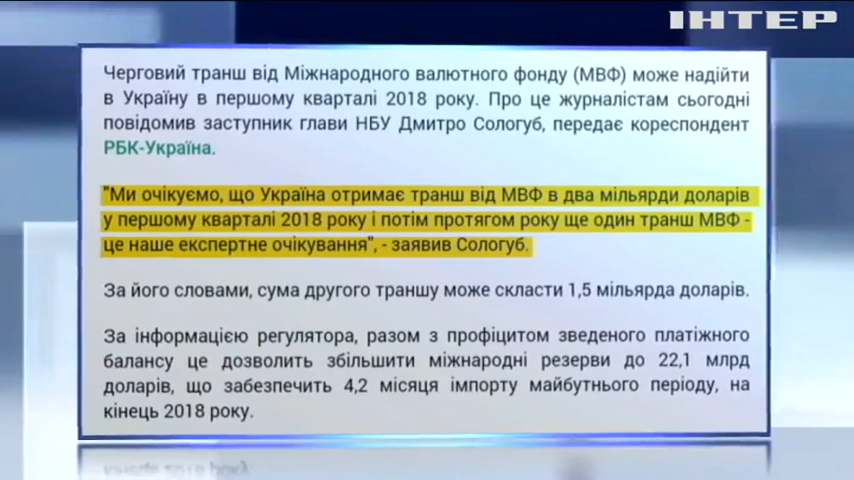 ІНТЕР
Черговий транш від Міжнародного валютного фонду (МВФ) може надійти
в Україну в першому кварталі 2018 року. Про це журналістам сьогодні
повідомив заступник глави НБУ Дмитро Сологуб, передає кореспондент
РБК-Україна.
"Ми очікуємо, що Україна отримає транш від МВФ в два мільярди доларів
у першому кварталі 2018 року і потім протягом року ще один транш МВФ -
це наше експертне очікування", - заявив Сологуб.
За його словами, сума другого траншу може скласти 1,5 мільярда доларів.
За інформацією регулятора, разом з профіцитом зведеного платіжного
балансу це дозволить збільшити міжнародні резерви до 22,1 млрд
доларів, що забезпечить 4,2 місяця імпорту майбутнього періоду, на
кінець 2018 року.